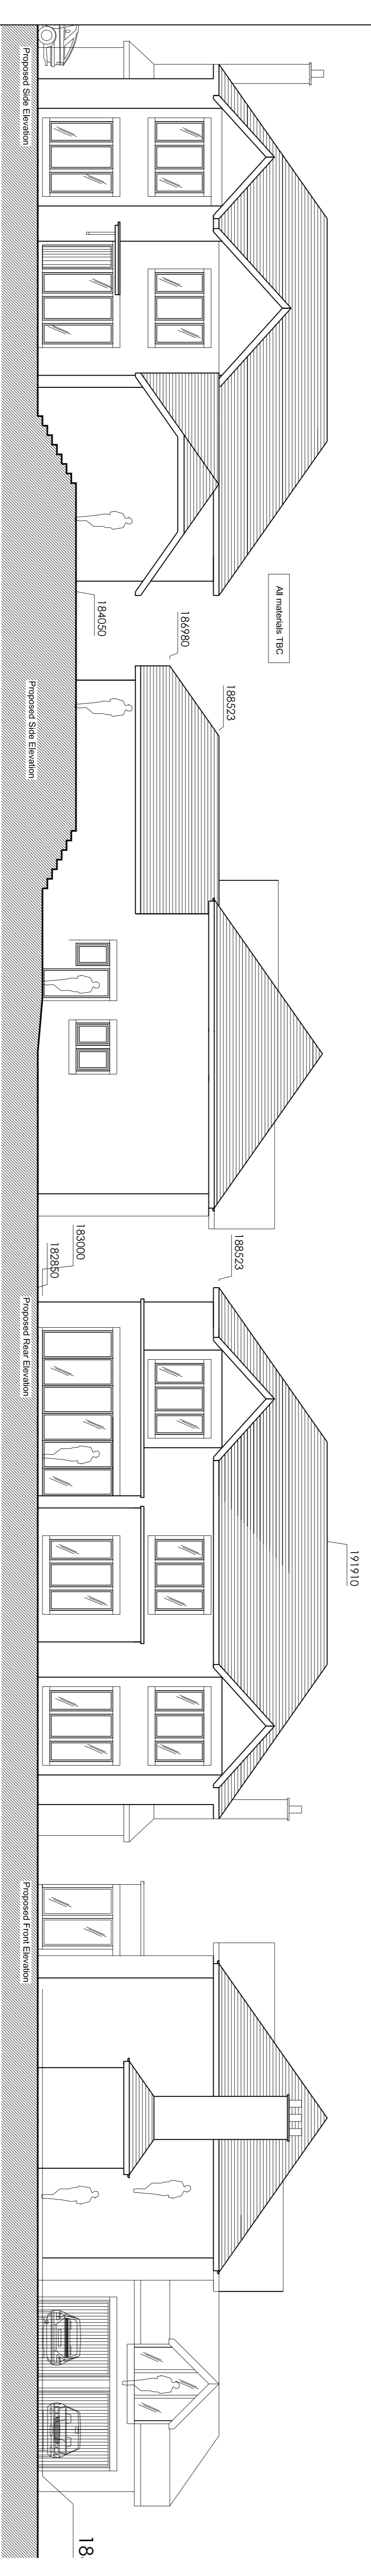 Proposed Side Elevation
All materials TBC
184050
186980
188523
Proposed Side Elevation
188523
183000
182850
Proposed Rear Elevation
191910
Proposed Front Elevation
18